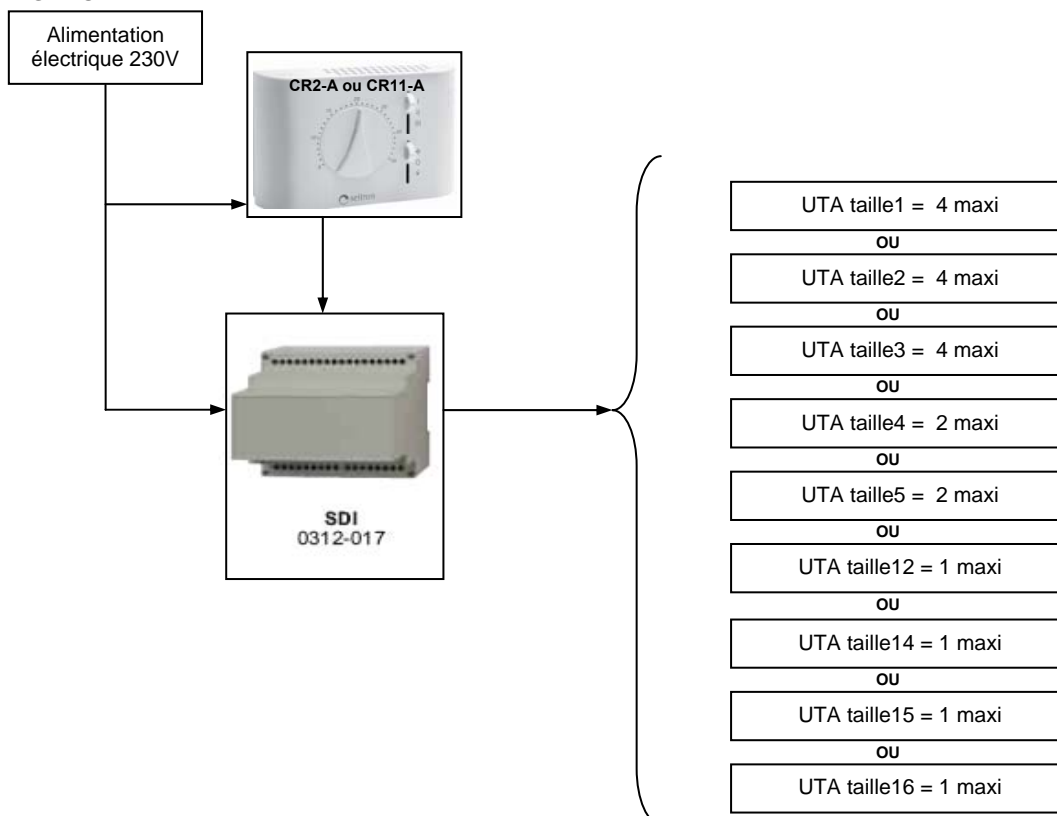 Alimentation
électrique 230V
CR2-A ou CR11-A
SDI
0312-017
UTA taille1 = 4 maxi
OU
UTA taille2 = 4 maxi
OU
UTA taille3 = 4 maxi
OU
UTA taille4 = 2 maxi
OU
UTA taille5 = 2 maxi
OU
UTA taille12 = 1 maxi
OU
UTA taille14 = 1 maxi
OU
UTA taille15 = 1 maxi
OU
UTA taille16 = 1 maxi